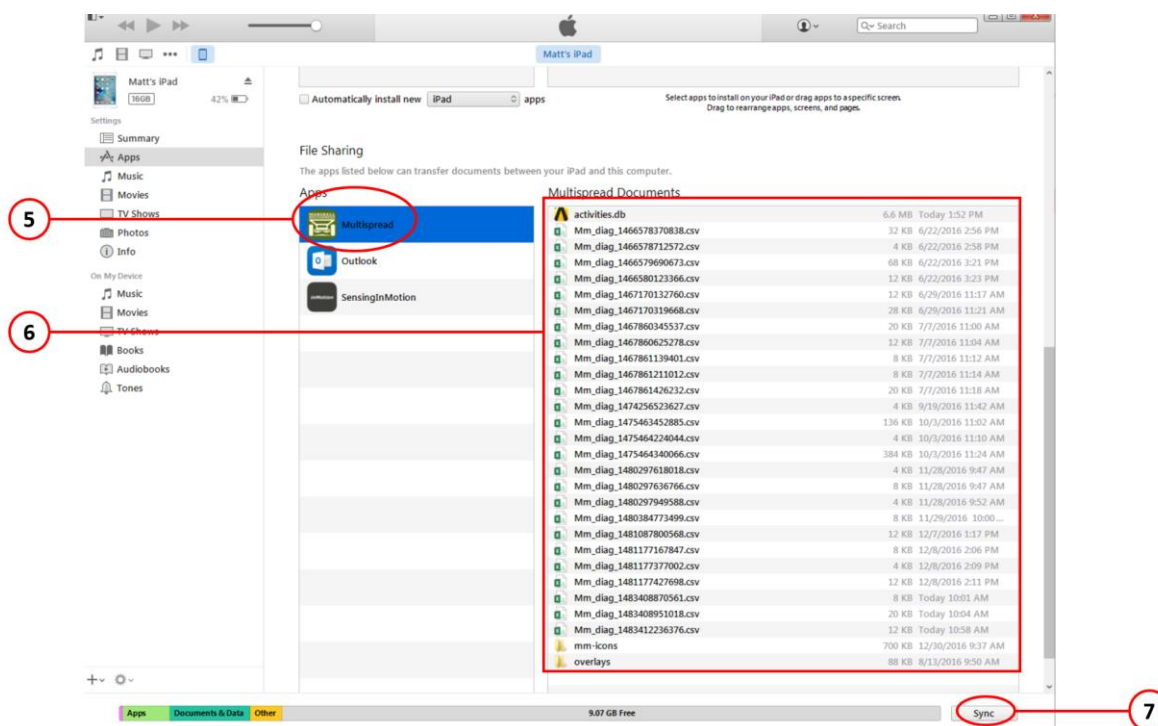 Search
Matt's iPad
Matt's iPad
16GB
42%
Automatically install new iPad apps
Select apps to install on your iPad or drag apps to a specific screen.
Drag to rearrange apps, screens, and pages.
Settings
Summary
Apps
Music
Movies
TV Shows
Photos
Info
On My Device
Music
Movies
TV Shows
Books
Audiobooks
Tones
File Sharing
The apps listed below can transfer documents between your iPad and this computer.
Apps
Multispread
Outlook
SensingInMotion
Multispread Documents
activities.db 6.6 MB Today 1:52 PM
Mm_diag_1466578370838.csv 32 KB 6/22/2016 2:56 PM
Mm_diag_1466578712572.csv 4 KB 6/22/2016 2:58 PM
Mm_diag_1466579690673.csv 68 KB 6/22/2016 3:21 PM
Mm_diag_1466580123366.csv 12 KB 6/22/2016 3:23 PM
Mm_diag_1467170132760.csv 12 KB 6/29/2016 11:17 AM
Mm_diag_1467170319668.csv 28 KB 6/29/2016 11:21 AM
Mm_diag_1467860345537.csv 20 KB 7/7/2016 11:00 AM
Mm_diag_1467860625278.csv 12 KB 7/7/2016 11:04 AM
Mm_diag_1467861139401.csv 8 KB 7/7/2016 11:12 AM
Mm_diag_1467861211012.csv 8 KB 7/7/2016 11:14 AM
Mm_diag_1467861426232.csv 20 KB 7/7/2016 11:18 AM
Mm_diag_1474256523627.csv 4 KB 9/19/2016 11:42 AM
Mm_diag_1475463452885.csv 136 KB 10/3/2016 11:02 AM
Mm_diag_1475464224044.csv 4 KB 10/3/2016 11:10 AM
Mm_diag_1475464340066.csv 384 KB 10/3/2016 11:24 AM
Mm_diag_1480297618018.csv 4 KB 11/28/2016 9:47 AM
Mm_diag_1480297636766.csv 8 KB 11/28/2016 9:47 AM
Mm_diag_1480297949588.csv 4 KB 11/28/2016 9:52 AM
Mm_diag_1480384773499.csv 8 KB 11/29/2016 10:00...
Mm_diag_1481087800568.csv 12 KB 12/7/2016 1:17 PM
Mm_diag_1481177167847.csv 8 KB 12/8/2016 2:06 PM
Mm_diag_1481177377002.csv 4 KB 12/8/2016 2:09 PM
Mm_diag_1481177427698.csv 12 KB 12/8/2016 2:11 PM
Mm_diag_1483408870561.csv 8 KB Today 10:01 AM
Mm_diag_1483408951018.csv 20 KB Today 10:04 AM
Mm_diag_1483412236376.csv 12 KB Today 10:58 AM
mm-icons 700 KB 12/30/2016 9:37 AM
overlays 88 KB 8/13/2016 9:50 AM
5
6
Apps Documents & Data Other 9.07 GB Free Sync
7